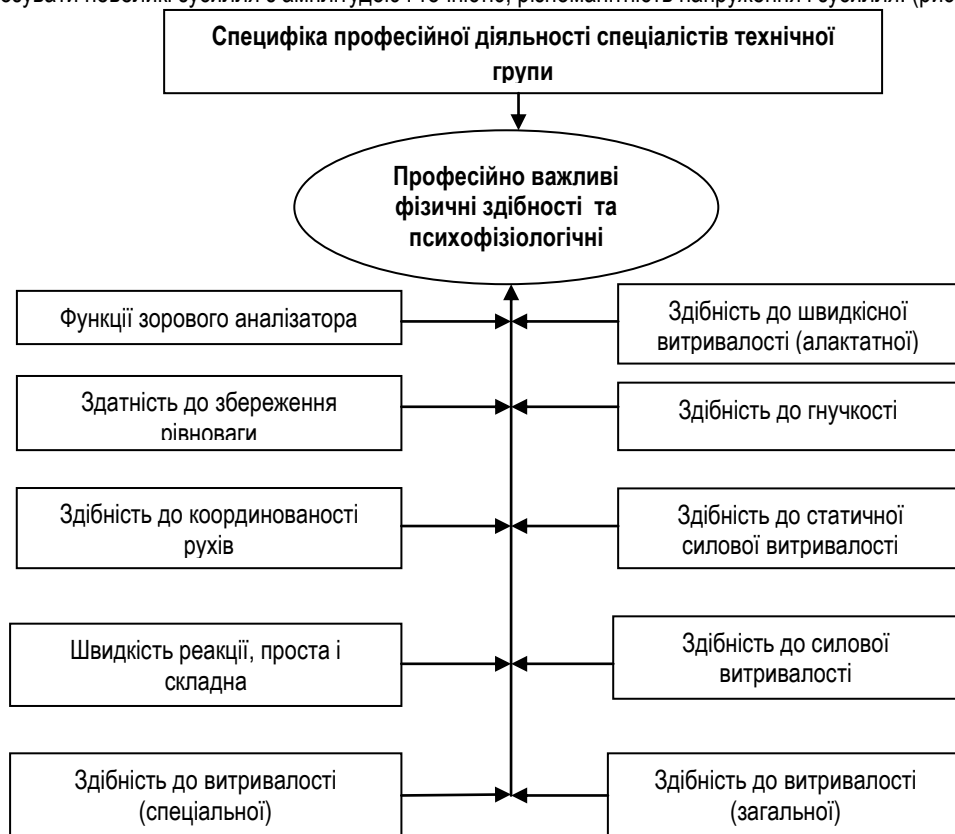 Специфіка професійної діяльності спеціалістів технічної
групи
Професійно важливі
фізичні здібності та
психофізіологічні
Функції зорового аналізатора
Здібність до швидкісної
витривалості (алактатної)
Здатність до збереження
рівноваги
Здібність до гнучкості
Здібність до координованості
рухів
Здібність до статичної
силової витривалості
Швидкість реакції, проста і
складна
Здібність до силової
витривалості
Здібність до витривалості
(спеціальної)
Здібність до витривалості
(загальної)